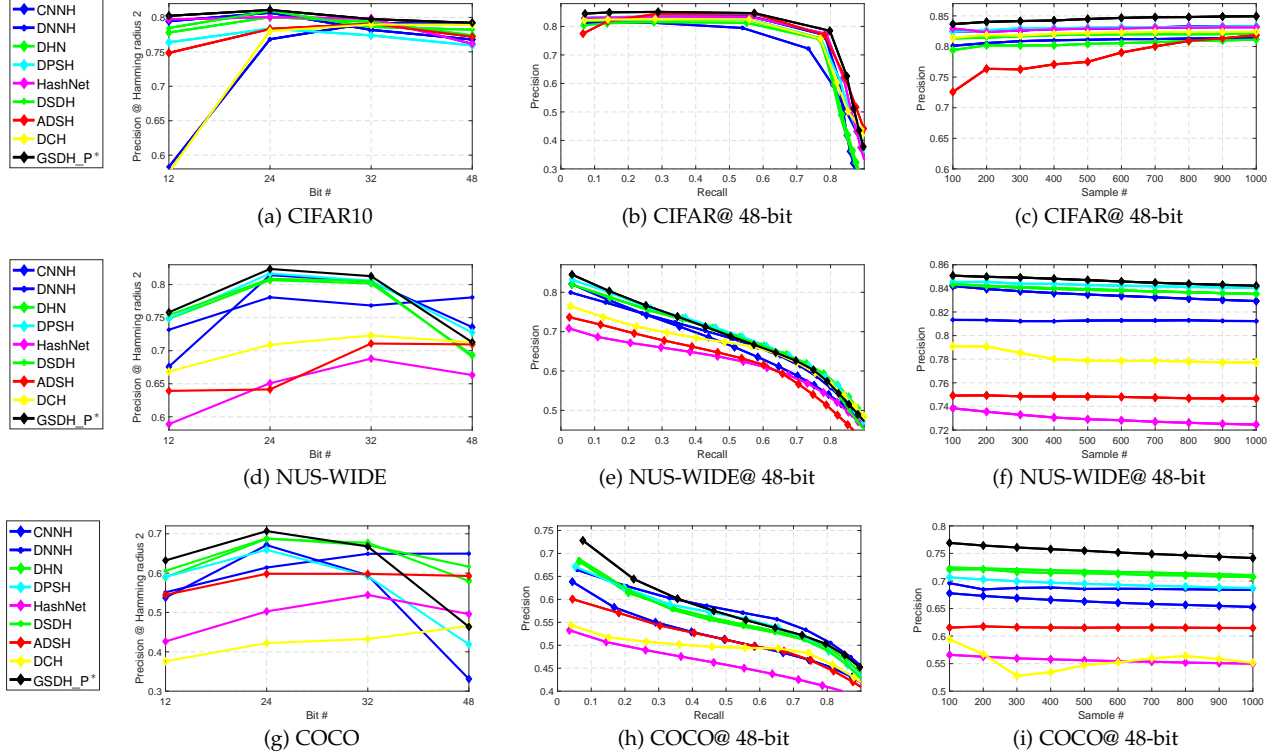 CNNH
DNNH
DHN
DPSH
HashNet
DSDH
ADSH
DCH
GSDH_P*
Precision @ Hamming radius 2
0.8
0.75
0.7
0.65
0.6
12 24 32 48
Bit #
(a) CIFAR10
Precision
0.9
0.8
0.7
0.6
0.5
0.4
0.3
0 0.1 0.2 0.3 0.4 0.5 0.6 0.7 0.8 0.9
Recall
(b) CIFAR@ 48-bit
Precision
0.85
0.8
0.75
0.7
0.65
0.6
100 200 300 400 500 600 700 800 900 1000
Sample #
(c) CIFAR@ 48-bit
CNNH
DNNH
DHN
DPSH
HashNet
DSDH
ADSH
DCH
GSDH_P*
Precision @ Hamming radius 2
0.8
0.75
0.7
0.65
0.6
12 24 32 48
Bit #
(d) NUS-WIDE
Precision
0.8
0.7
0.6
0.5
0 0.1 0.2 0.3 0.4 0.5 0.6 0.7 0.8 0.9
Recall
(e) NUS-WIDE@ 48-bit
Precision
0.86
0.84
0.82
0.8
0.78
0.76
0.74
0.72
100 200 300 400 500 600 700 800 900 1000
Sample #
(f) NUS-WIDE@ 48-bit
CNNH
DNNH
DHN
DPSH
HashNet
DSDH
ADSH
DCH
GSDH_P*
Precision @ Hamming radius 2
0.7
0.6
0.5
0.4
0.3
12 24 32 48
Bit #
(g) COCO
Precision
0.75
0.7
0.65
0.6
0.55
0.5
0.45
0.4
0 0.1 0.2 0.3 0.4 0.5 0.6 0.7 0.8 0.9
Recall
(h) COCO@ 48-bit
Precision
0.8
0.75
0.7
0.65
0.6
0.55
0.5
100 200 300 400 500 600 700 800 900 1000
Sample #
(i) COCO@ 48-bit